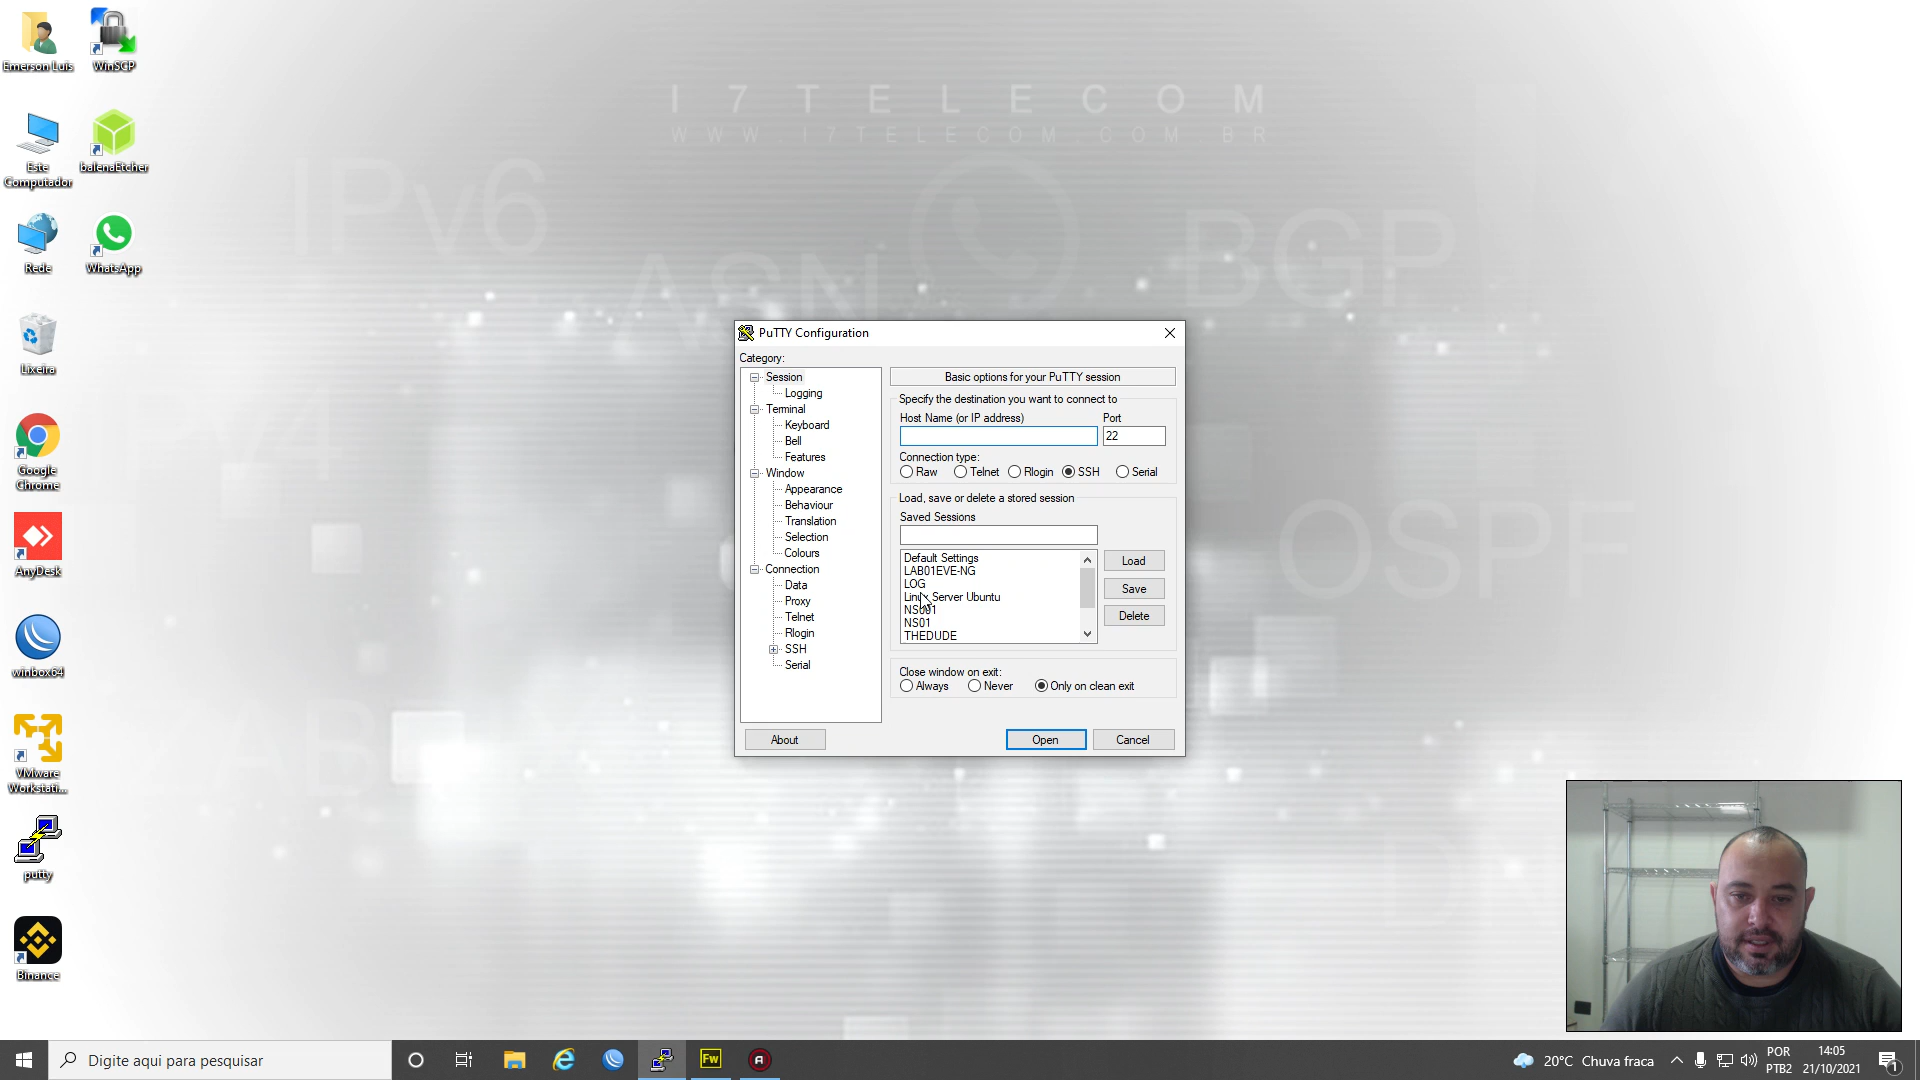 Emerson Luis
WinSCP
Este
Computador
balenaEtcher
Rede
WhatsApp
Lixeira
Google
Chrome
AnyDesk
winbox64
VMware
Workstati...
putty
Binance
I 7 T E L E C O M
W W W . I 7 T E L E C O M . C O M . B R
IPv6
ASN
BGP
OSPF
PuTTY Configuration
Category:
Session
Logging
Terminal
Keyboard
Bell
Features
Window
Appearance
Behaviour
Translation
Selection
Colours
Connection
Data
Proxy
Telnet
Rlogin
SSH
Serial
Basic options for your PuTTY session
Specify the destination you want to connect to
Host Name (or IP address)
Port
22
Connection type:
Raw
Telnet
Rlogin
SSH
Serial
Load, save or delete a stored session
Saved Sessions
Default Settings
LAB01EVE-NG
LOG
Linux Server Ubuntu
NS001
NS01
THEDUDE
Load
Save
Delete
Close window on exit:
Always
Never
Only on clean exit
About
Open
Cancel
Digite aqui para pesquisar
Fw
20°C Chuva fraca
POR
PTB2
14:05
21/10/2021
1